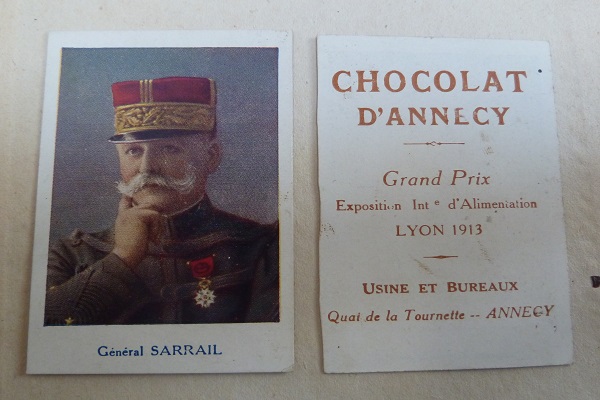 Général SARRAIL
CHOCOLAT
D'ANNECY
Grand Prix
Exposition Int e d'Alimentation
LYON 1913
USINE ET BUREAUX
Quai de la Tournette -- ANNECY